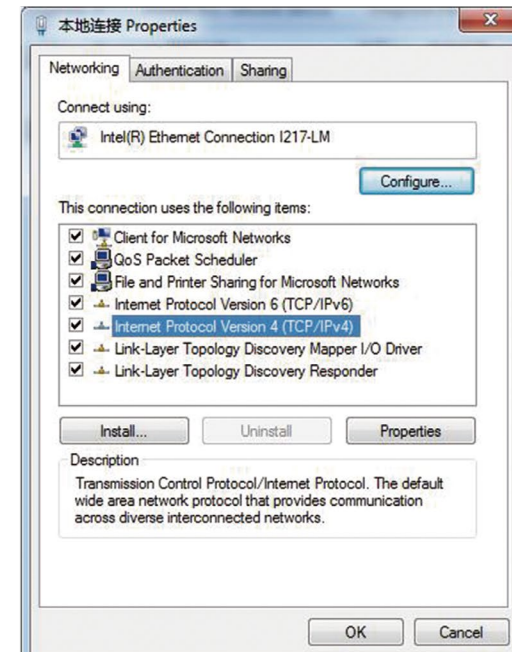 本地连接 Properties
Networking Authentication Sharing
Connect using:
Intel(R) Ethernet Connection I217-LM
Configure...
This connection uses the following items:
Client for Microsoft Networks
QoS Packet Scheduler
File and Printer Sharing for Microsoft Networks
Internet Protocol Version 6 (TCP/IPv6)
Internet Protocol Version 4 (TCP/IPv4)
Link-Layer Topology Discovery Mapper I/O Driver
Link-Layer Topology Discovery Responder
Install... Uninstall Properties
Description
Transmission Control Protocol/Internet Protocol. The default
wide area network protocol that provides communication
across diverse interconnected networks.
OK Cancel